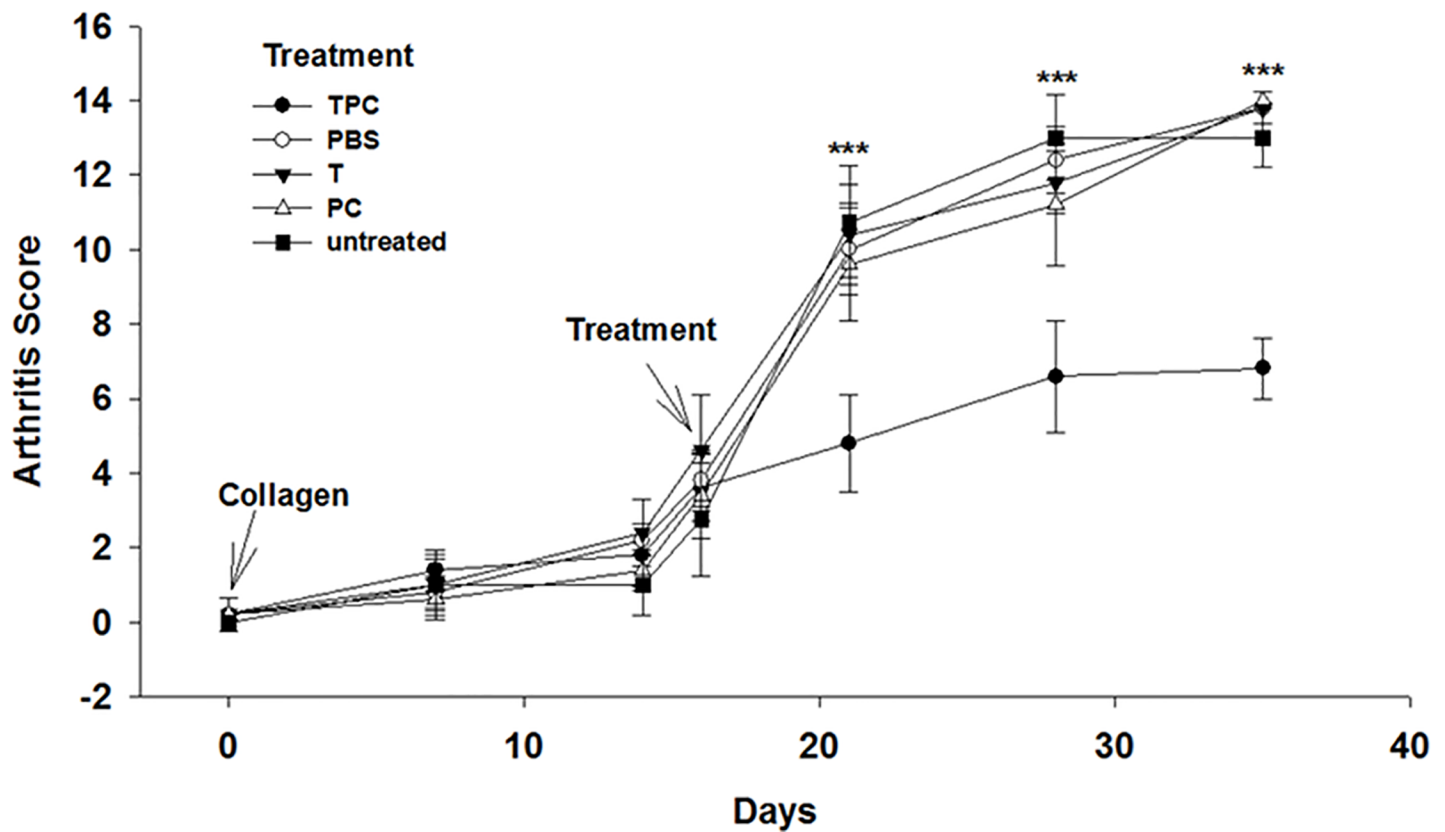 Treatment
TPC
PBS
T
PC
untreated
***
***
***
Treatment
Collagen
Arthritis Score
16
14
12
10
8
6
4
2
0
-2
0
10
20
30
40
Days